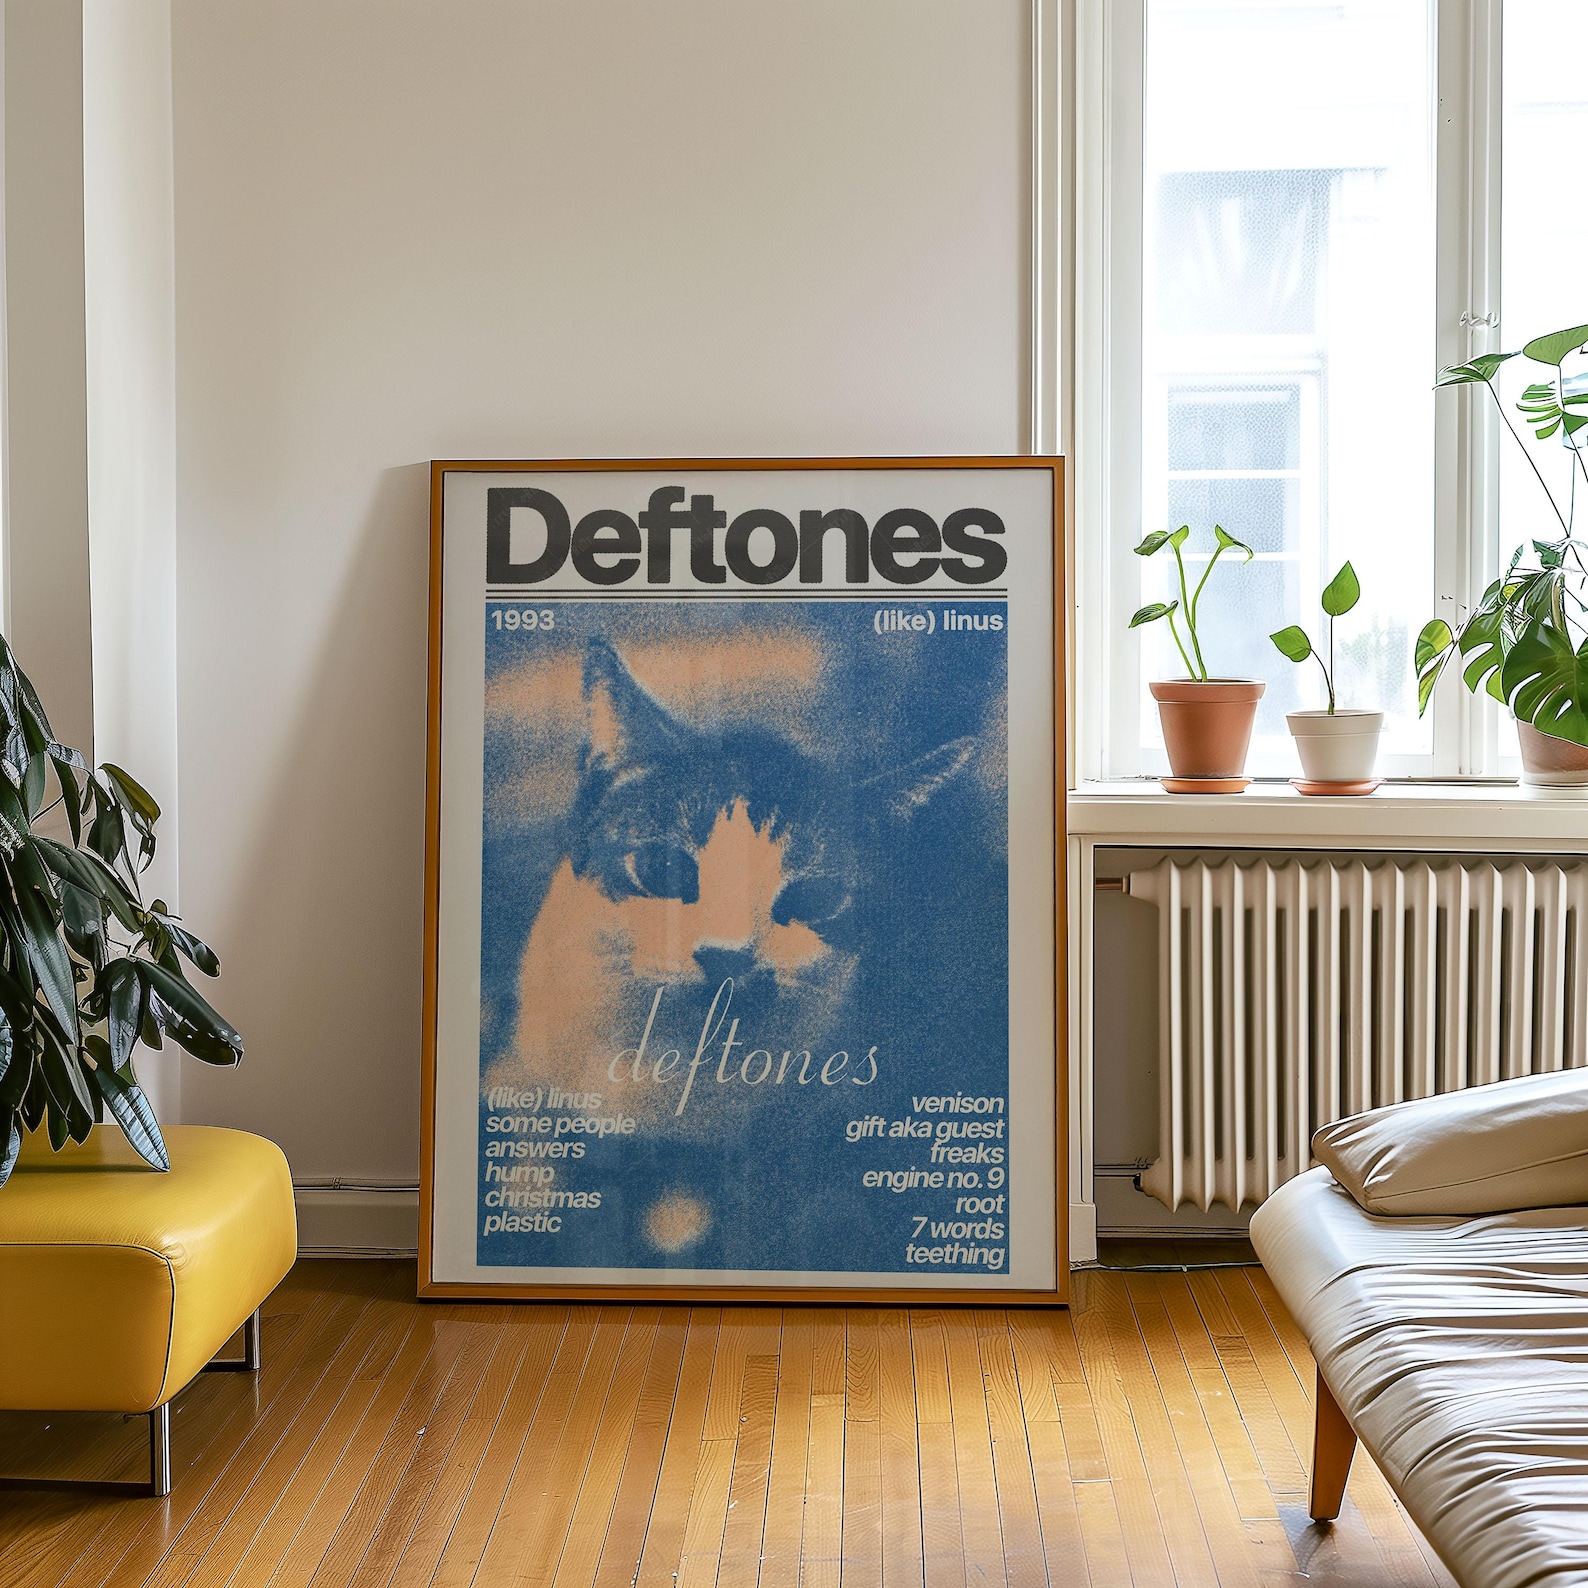 Deftones
1993
(like) linus
deftones
(like) linus
some people
answers
hump
christmas
plastic
venison
gift aka guest
freaks
engine no. 9
root
7 words
teething